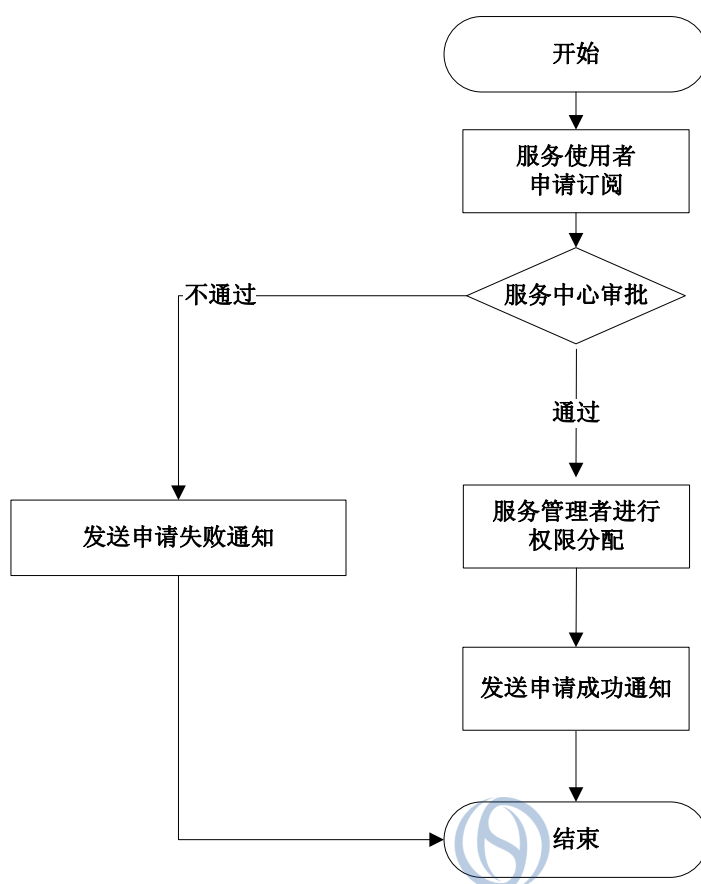 开始
服务使用者
申请订阅
服务中心审批
不通过
通过
发送申请失败通知
服务管理者进行
权限分配
发送申请成功通知
结束